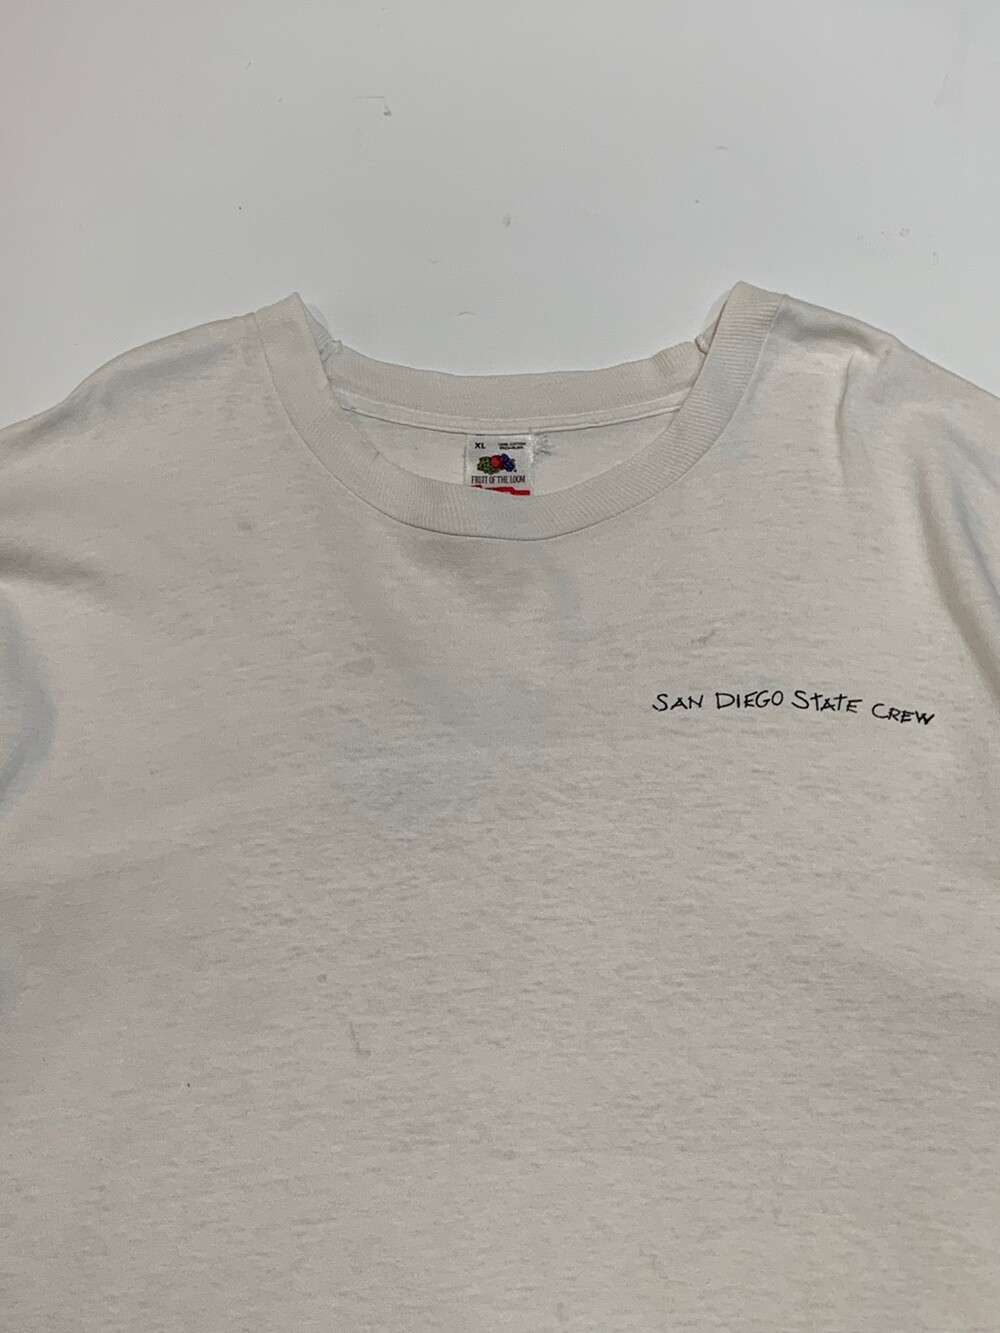 XL
FRUIT OF THE LOOM
SAN DIEGO STATE CREW